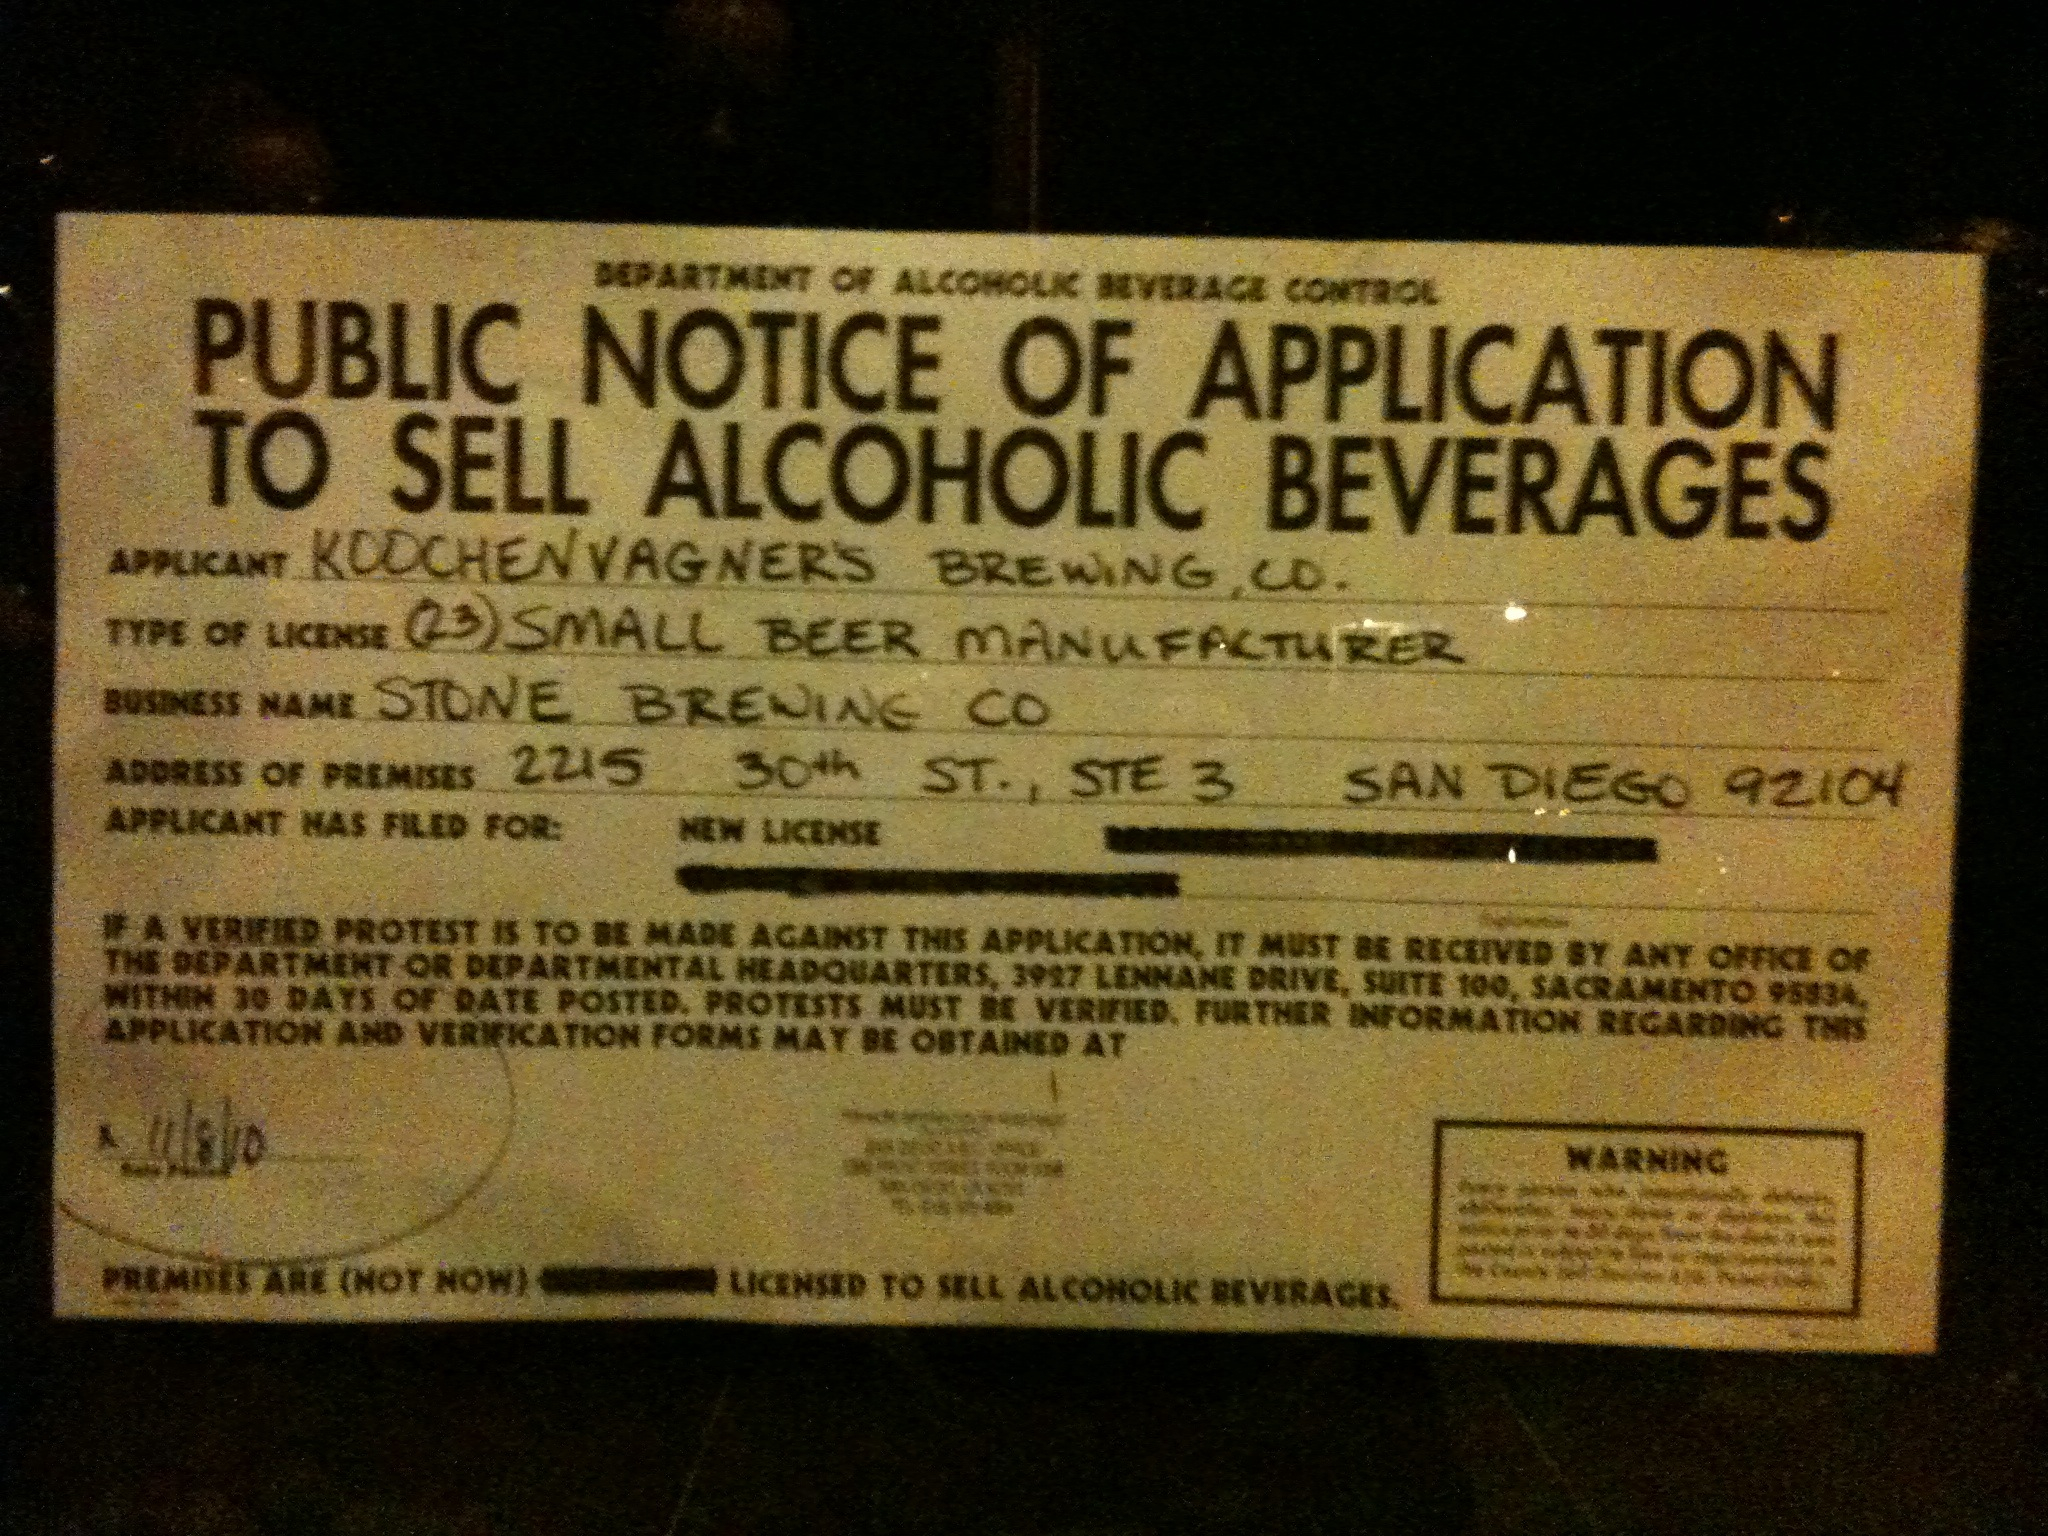 DEPARTMENT OF ALCOHOLIC BEVERAGE CONTROL
PUBLIC NOTICE OF APPLICATION
TO SELL ALCOHOLIC BEVERAGES
APPLICANT KOOCHENVAGNER'S BREWING, CO.
TYPE OF LICENSE (23) SMALL BEER MANUFACTURER
BUSINESS NAME STONE BREWING CO
ADDRESS OF PREMISES 2215 30th ST., STE 3 SAN DIEGO 92104
APPLICANT HAS FILED FOR: NEW LICENSE
IF A VERIFIED PROTEST IS TO BE MADE AGAINST THIS APPLICATION, IT MUST BE RECEIVED BY ANY OFFICE OF
THE DEPARTMENT OR DEPARTMENTAL HEADQUARTERS, 3927 LENNANE DRIVE, SUITE 100, SACRAMENTO 95834,
WITHIN 30 DAYS OF DATE POSTED. PROTESTS MUST BE VERIFIED. FURTHER INFORMATION REGARDING THIS
APPLICATION AND VERIFICATION FORMS MAY BE OBTAINED AT
11/8/10
WARNING
PREMISES ARE (NOT NOW) LICENSED TO SELL ALCOHOLIC BEVERAGES.